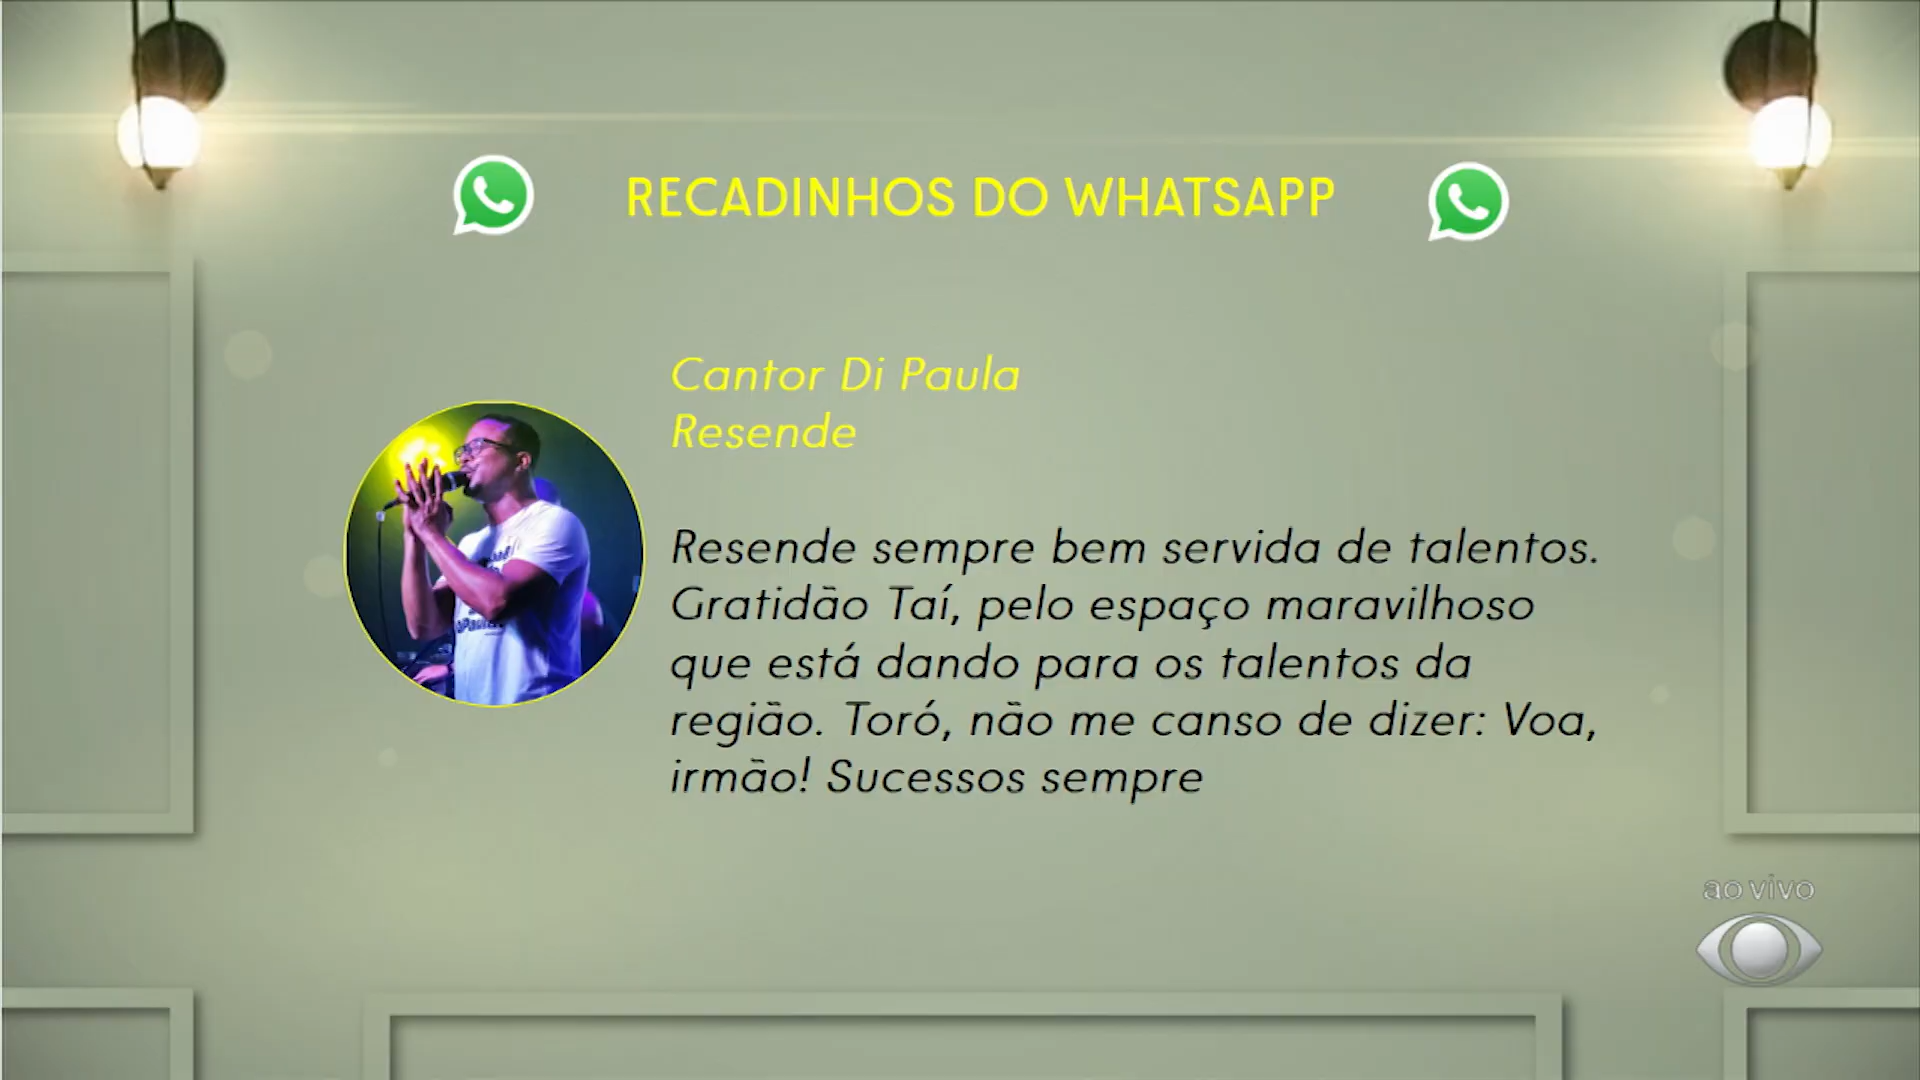 RECADINHOS DO WHATSAPP
Cantor Di Paula
Resende
Resende sempre bem servida de talentos.
Gratidão Taí, pelo espaço maravilhoso
que está dando para os talentos da
região. Toró, não me canso de dizer: Voa,
irmão! Sucessos sempre
ao vivo